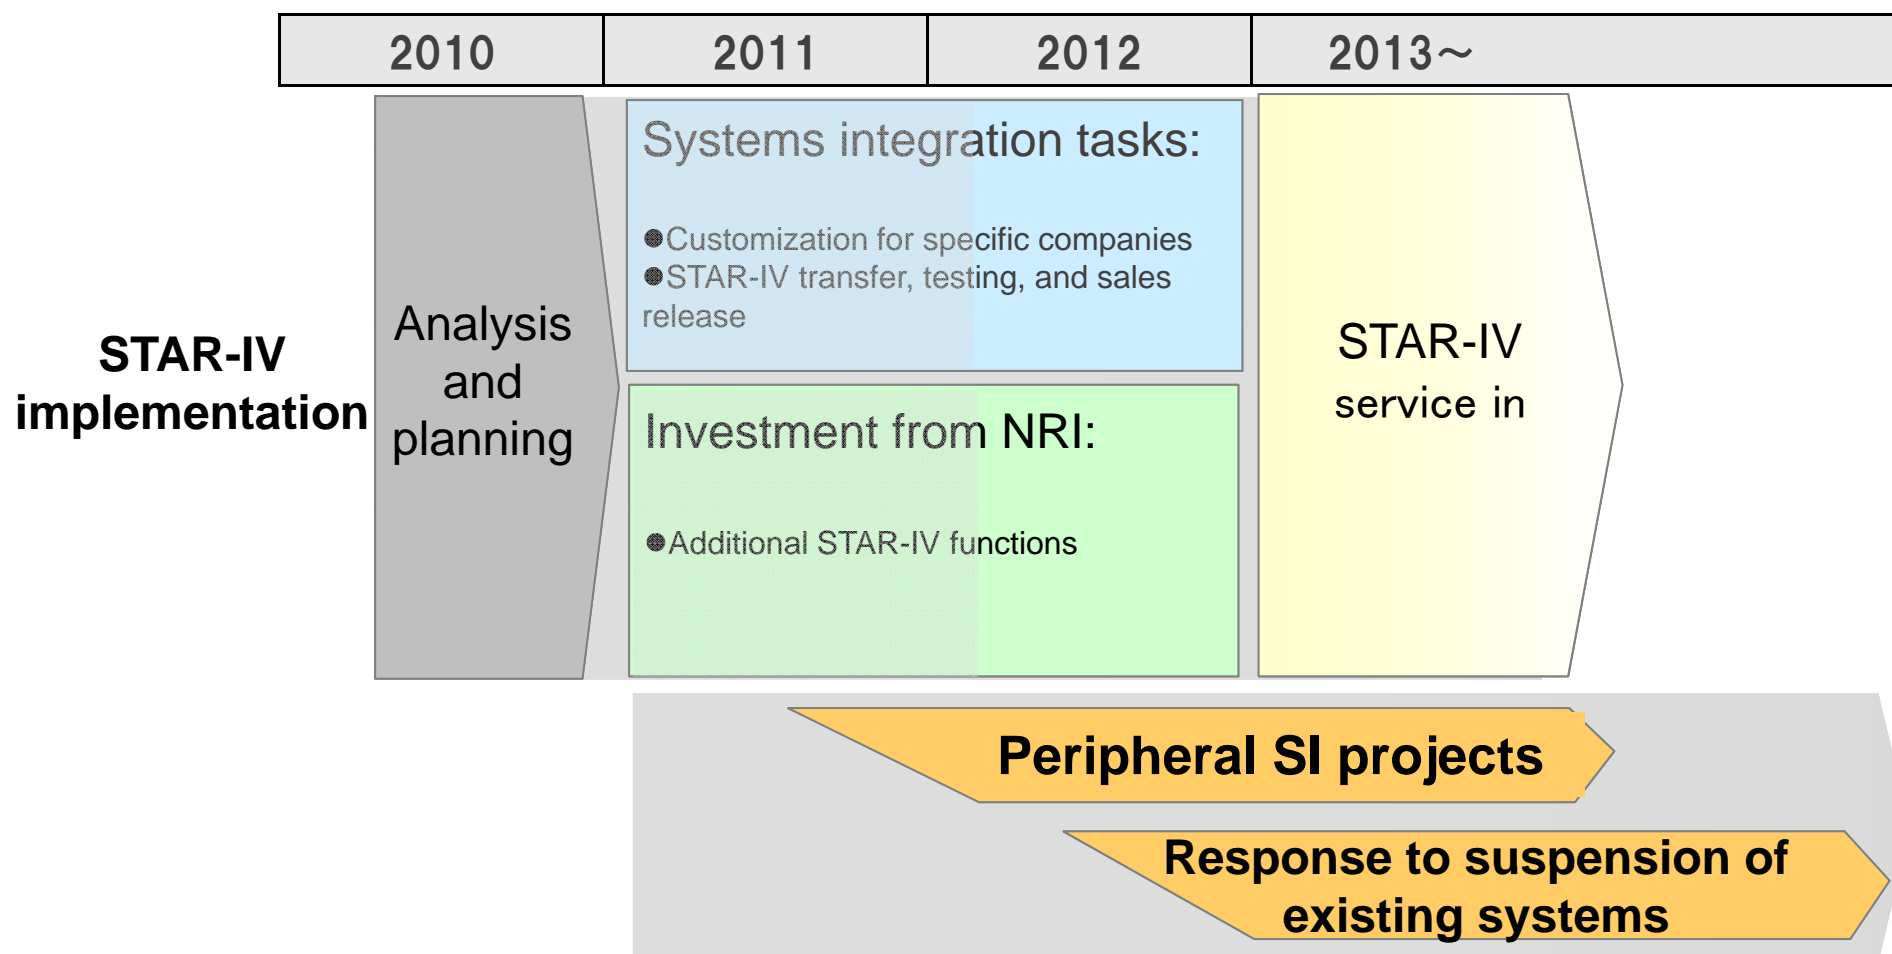 2010 2011 2012 2013～
STAR-IV
implementation
Analysis
and
planning
Systems integration tasks:
●Customization for specific companies
●STAR-IV transfer, testing, and sales
release
Investment from NRI:
●Additional STAR-IV functions
STAR-IV
service in
Peripheral SI projects
Response to suspension of
existing systems